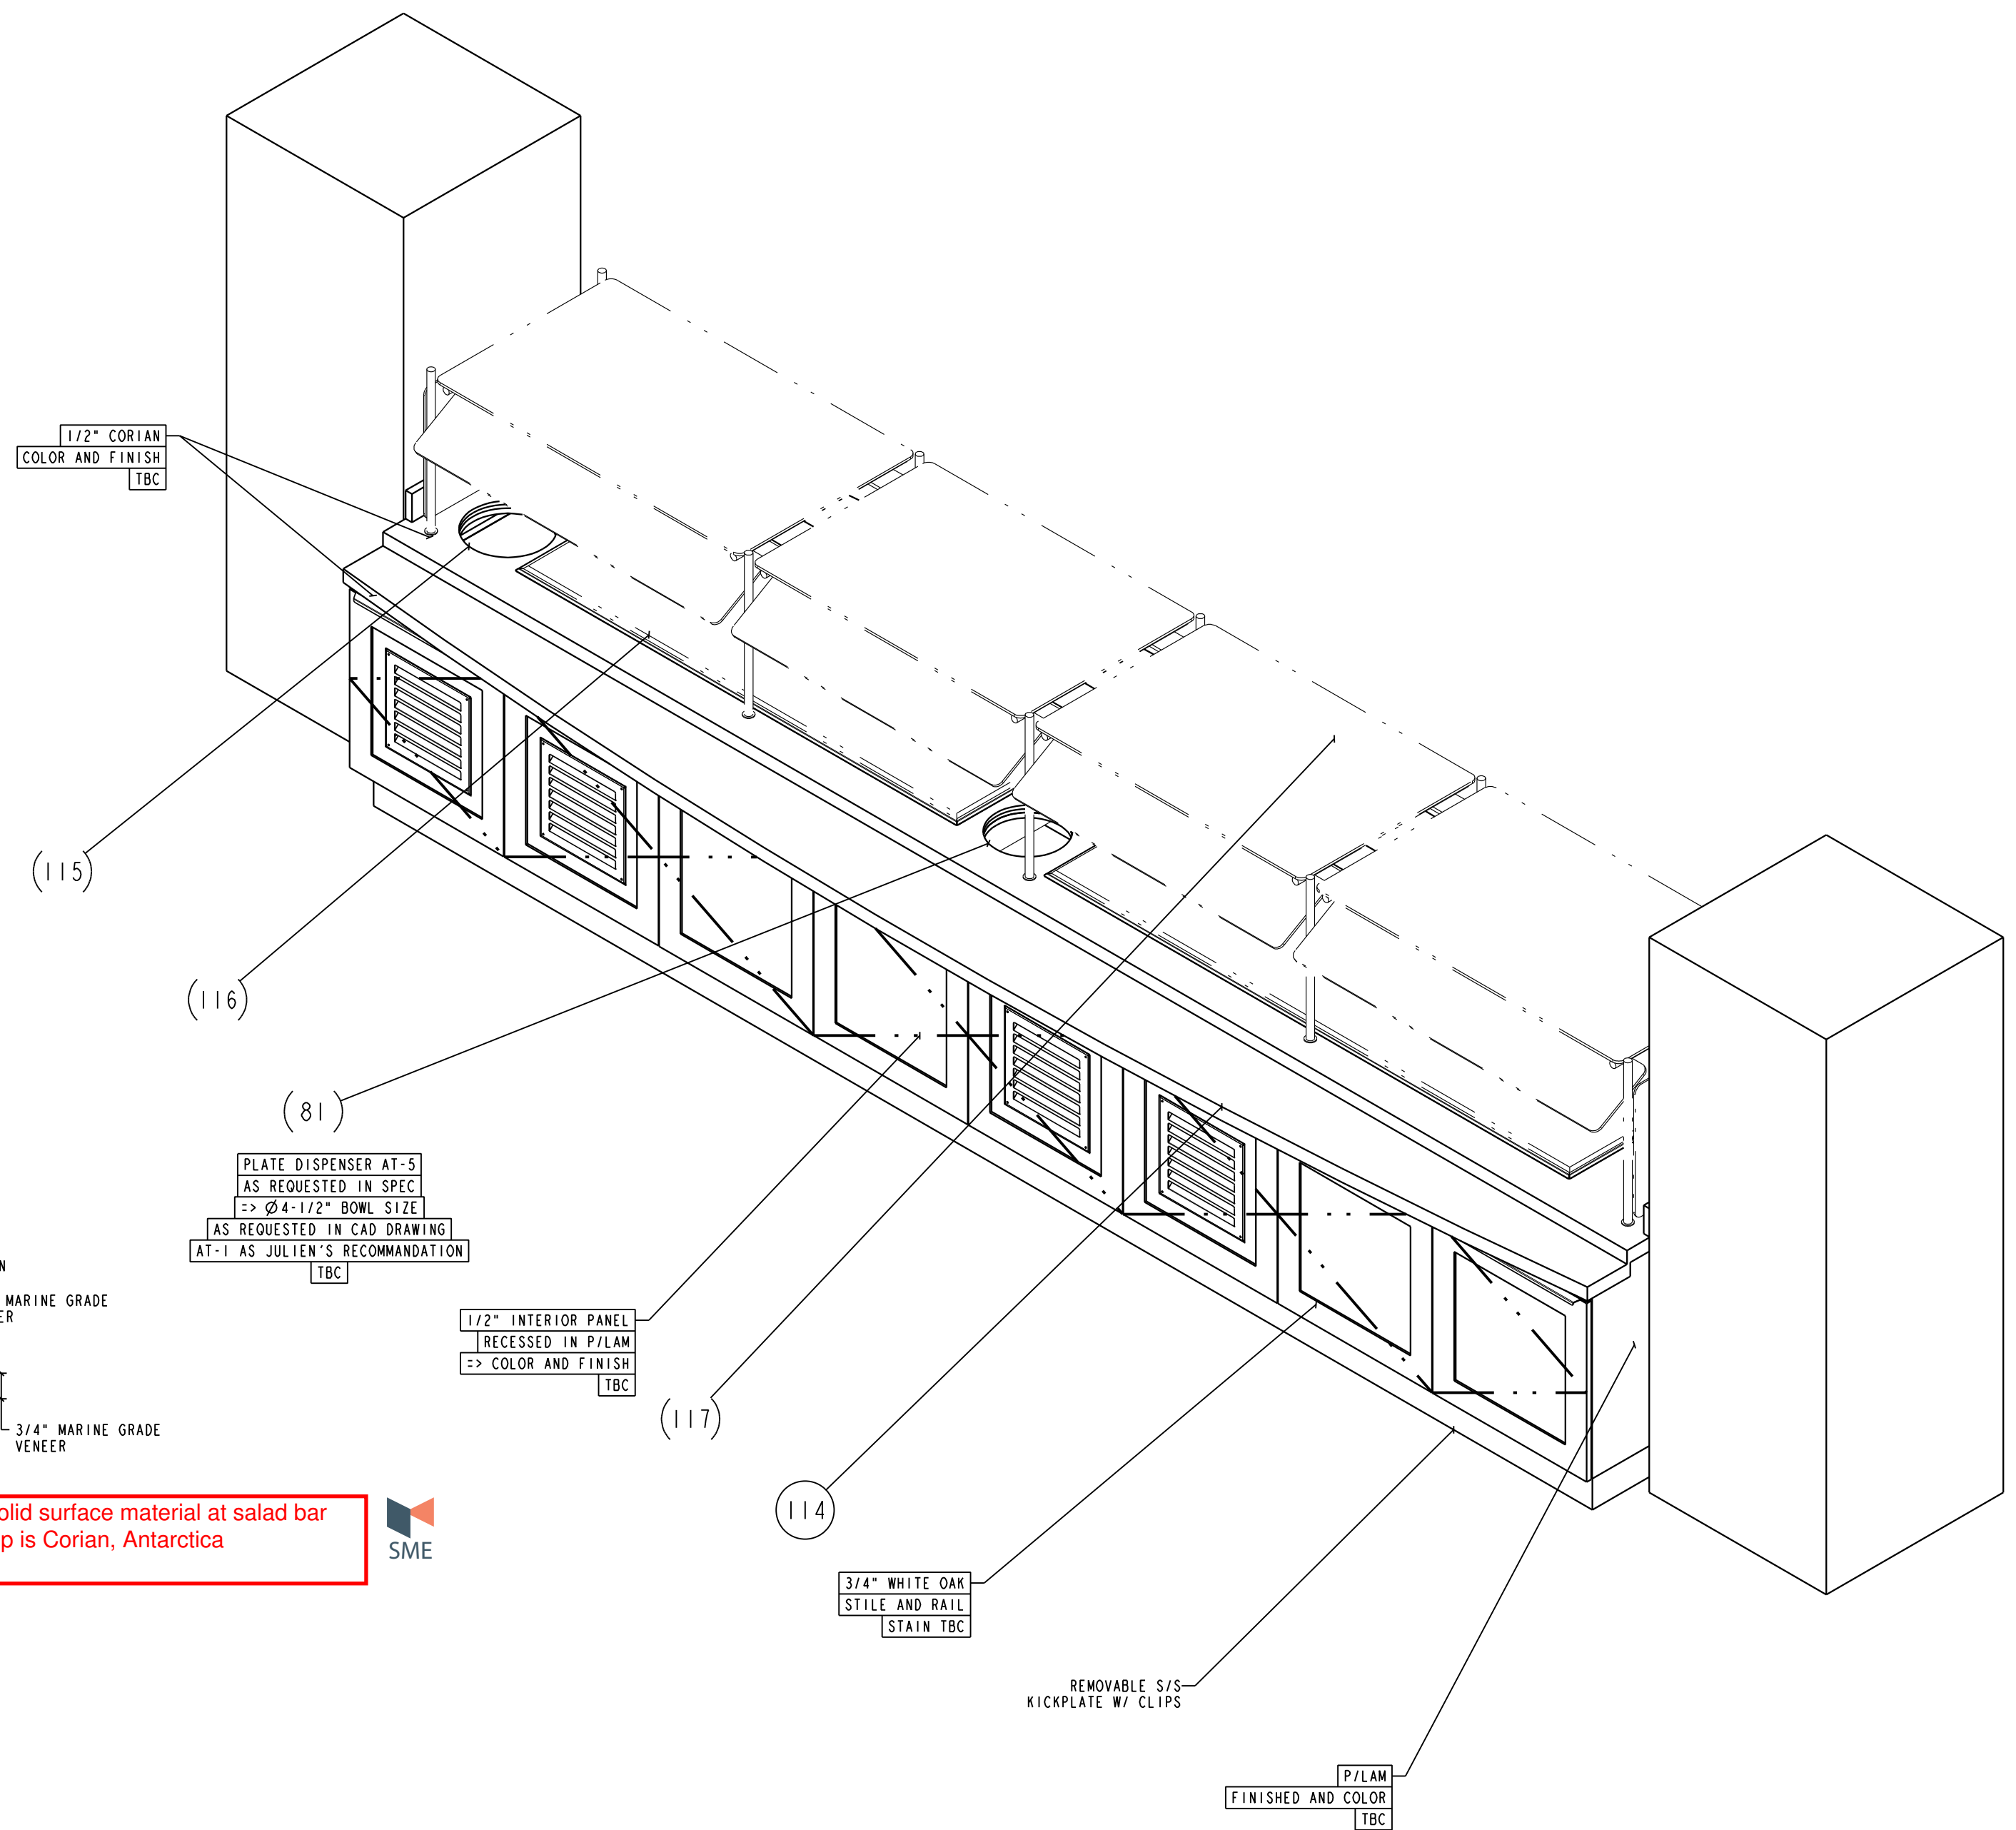 1/2" CORIAN
COLOR AND FINISH
TBC
(115)
(116)
(81)
PLATE DISPENSER AT-5
AS REQUESTED IN SPEC
=> Ø4-1/2" BOWL SIZE
AS REQUESTED IN CAD DRAWING
AT-1 AS JULIEN'S RECOMMANDATION
TBC
MARINE GRADE
1/2" INTERIOR PANEL
RECESSED IN P/LAM
=> COLOR AND FINISH
TBC
(117)
3/4" MARINE GRADE
VENEER
olid surface material at salad bar
p is Corian, Antarctica
SME
114
3/4" WHITE OAK
STILE AND RAIL
STAIN TBC
REMOVABLE S/S
KICKPLATE W/ CLIPS
P/LAM
FINISHED AND COLOR
TBC